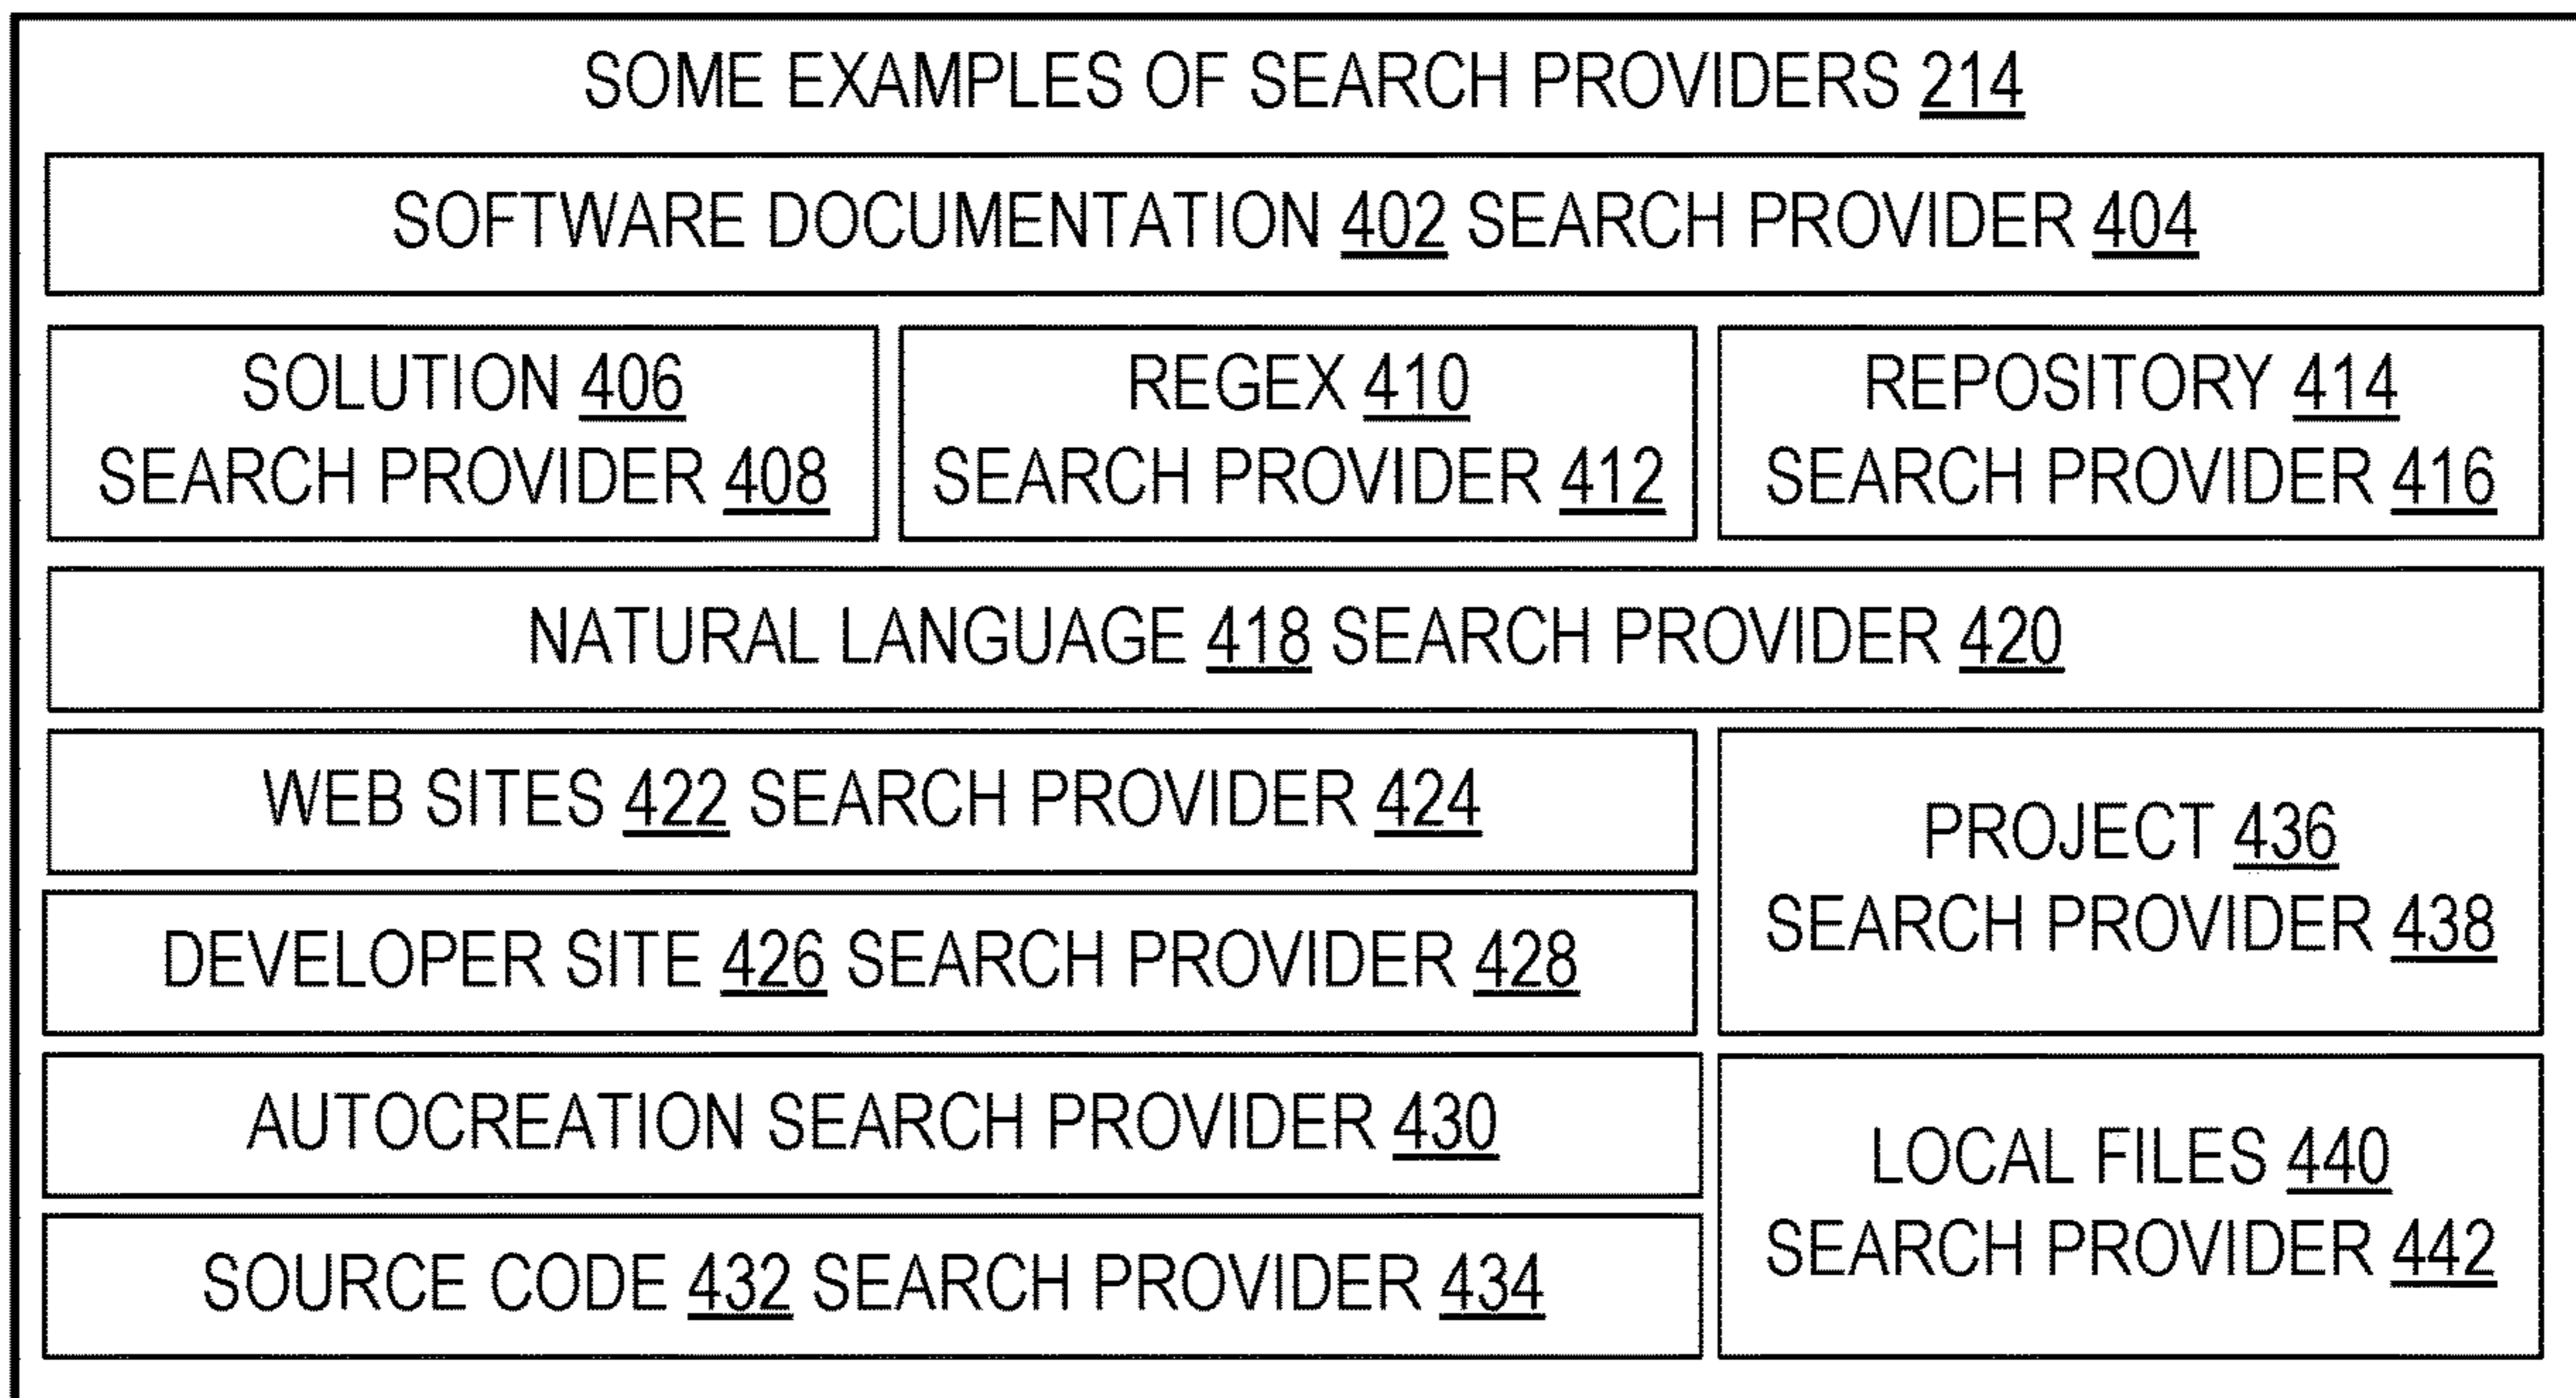 SOME EXAMPLES OF SEARCH PROVIDERS 214
SOFTWARE DOCUMENTATION 402 SEARCH PROVIDER 404
SOLUTION 406
SEARCH PROVIDER 408
REGEX 410
SEARCH PROVIDER 412
REPOSITORY 414
SEARCH PROVIDER 416
NATURAL LANGUAGE 418 SEARCH PROVIDER 420
WEB SITES 422 SEARCH PROVIDER 424
DEVELOPER SITE 426 SEARCH PROVIDER 428
PROJECT 436
SEARCH PROVIDER 438
AUTOCREATION SEARCH PROVIDER 430
SOURCE CODE 432 SEARCH PROVIDER 434
LOCAL FILES 440
SEARCH PROVIDER 442